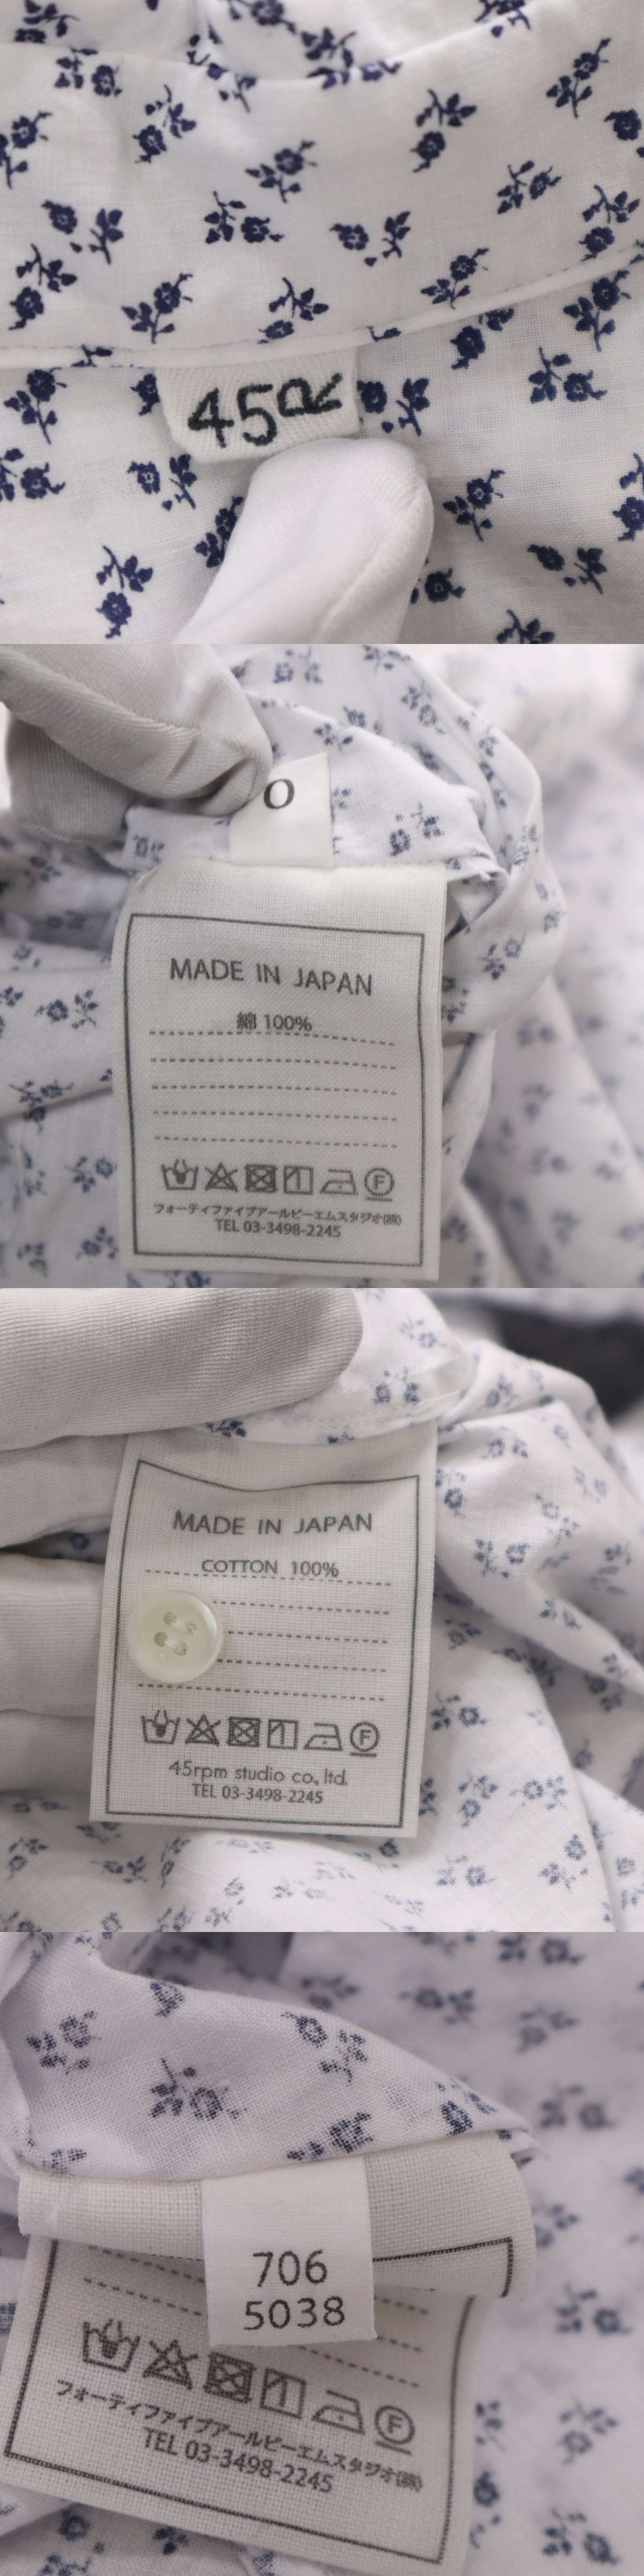 45R
0
MADE IN JAPAN
綿 100%
F
フォーティファイブアールピーエムスタジオ(株)
TEL 03-3498-2245
MADE IN JAPAN
COTTON 100%
F
45rpm studio co., ltd.
TEL 03-3498-2245
706
5038
F
フォーティファイブアールピーエムスタジオ(株)
TEL 03-3498-2245